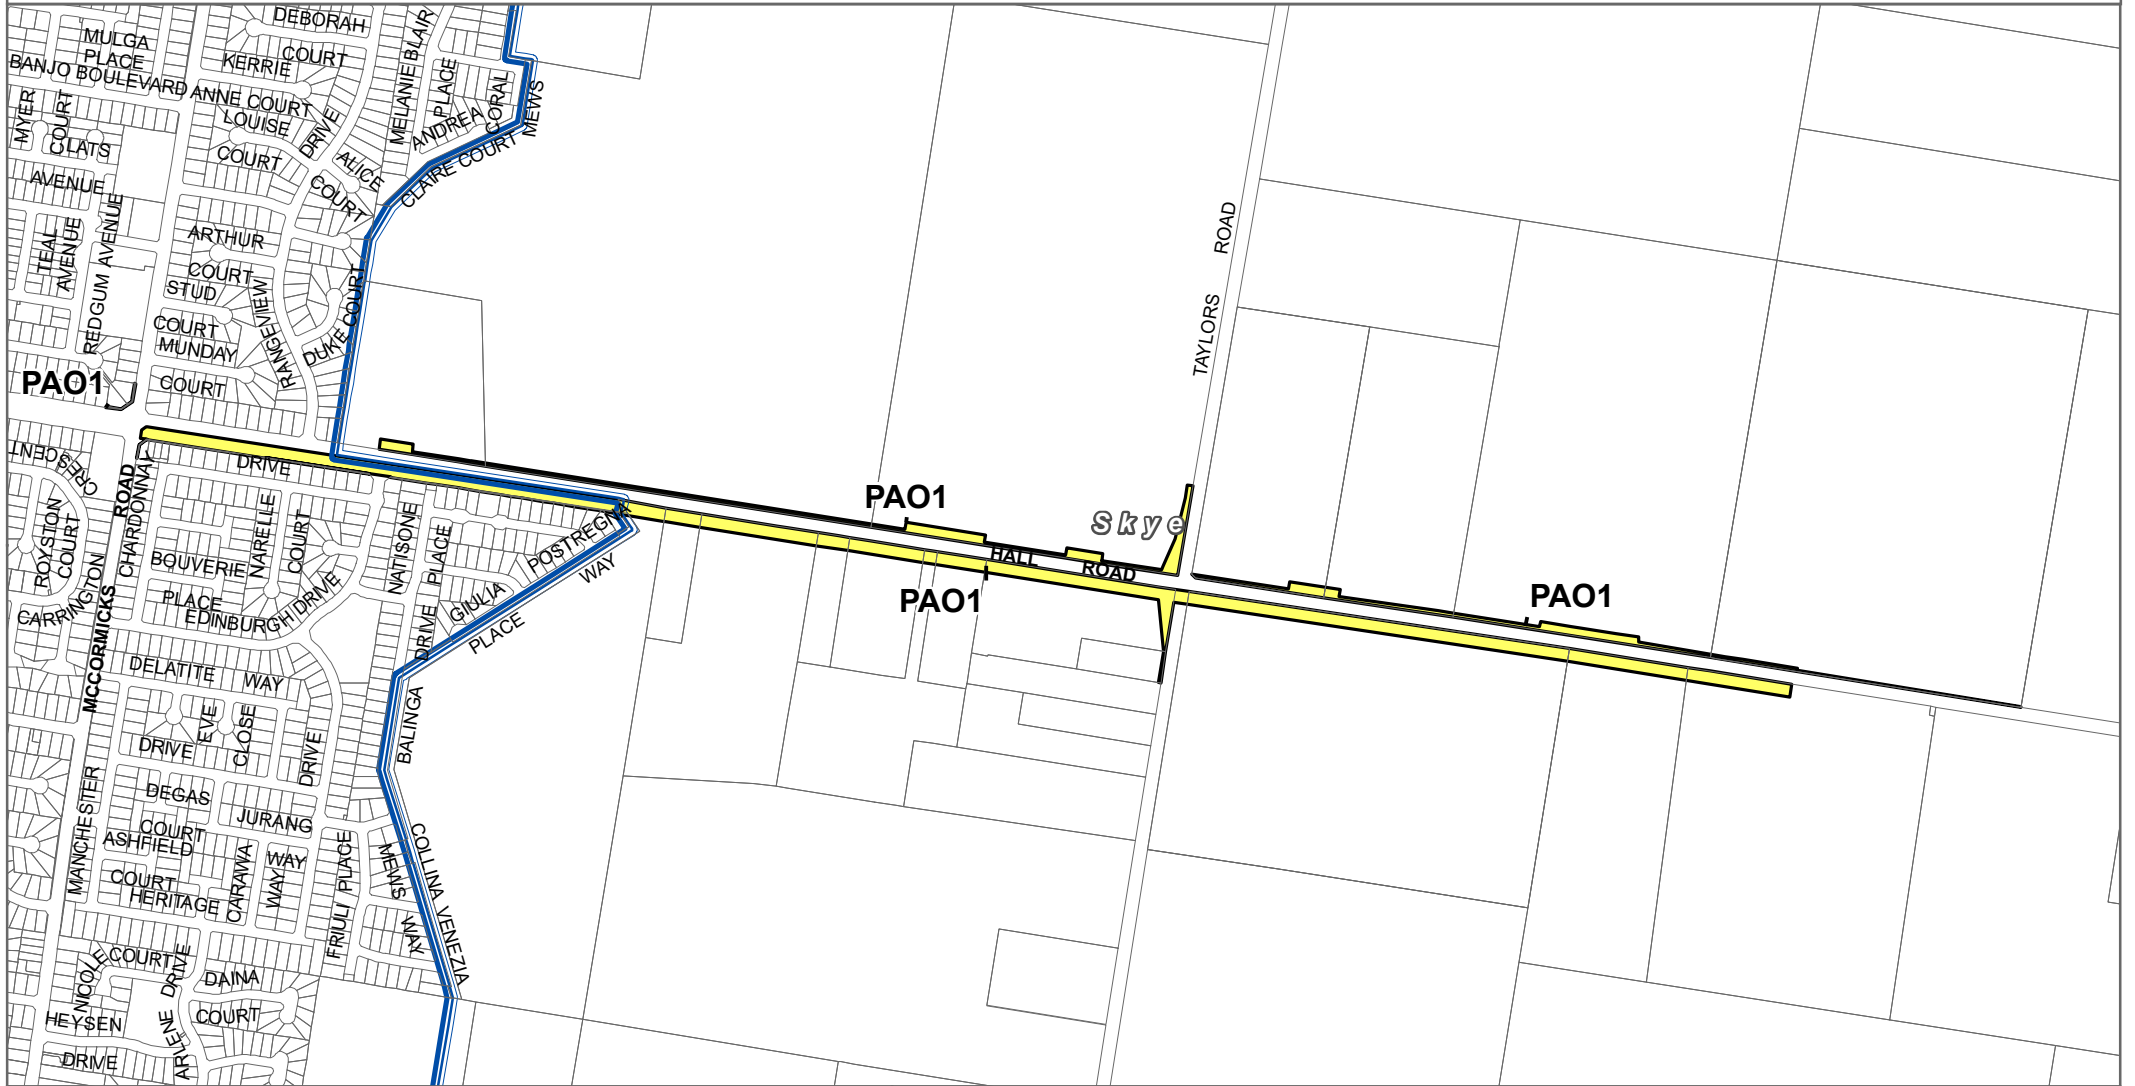 DEBORAH
COURT
MULGA
PLACE
BANJO BOULEVARD
KERRIE
ANNE COURT
LOUISE
COURT
DRIVE
MELANIE
BLAIR
PLACE
ANDREA
CORAL
MEWS
CLAIRE COURT
ALICE
COURT
MYER
COURT
CLATS
AVENUE
TEAL
AVENUE
REDGUM AVENUE
ARTHUR
COURT
STUD
COURT
MUNDAY
COURT
RANGEVIEW
DUKE COURT
TAYLORS ROAD
PAO1
PAO1
PAO1
PAO1
Skye
HALL ROAD
CRESCENT
ROYSTON
COURT
CARRINGTON
MCCORMICKS ROAD
CHARDONNAY
DRIVE
NARELLE
COURT
BOUVERIE
PLACE
EDINBURGH DRIVE
NATISONE
DRIVE
PLACE
GIULIA
PLACE
POSTREGNA
WAY
DELATITE
WAY
EVE
CLOSE
DRIVE
DRIVE
BALINGA
MANCHESTER
DEGAS
COURT
ASHFIELD
COURT
HERITAGE
JURANG
WAY
CARAWA
WAY
FRIULI PLACE
MEWS
WAY
COLLINA VENEZIA
NICOLE
COURT
DRIVE
ARLENE
DAINA
COURT
HEYSEN
DRIVE